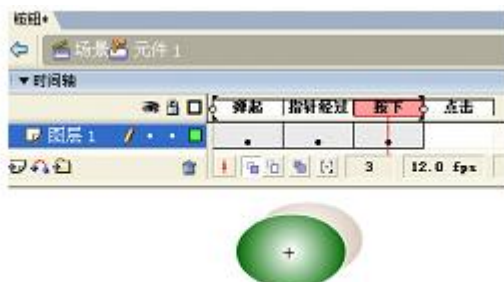 按钮*
场景 元件 1
▼时间轴
弹起 指针经过 按下 点击
图层 1
3 12.0 fps